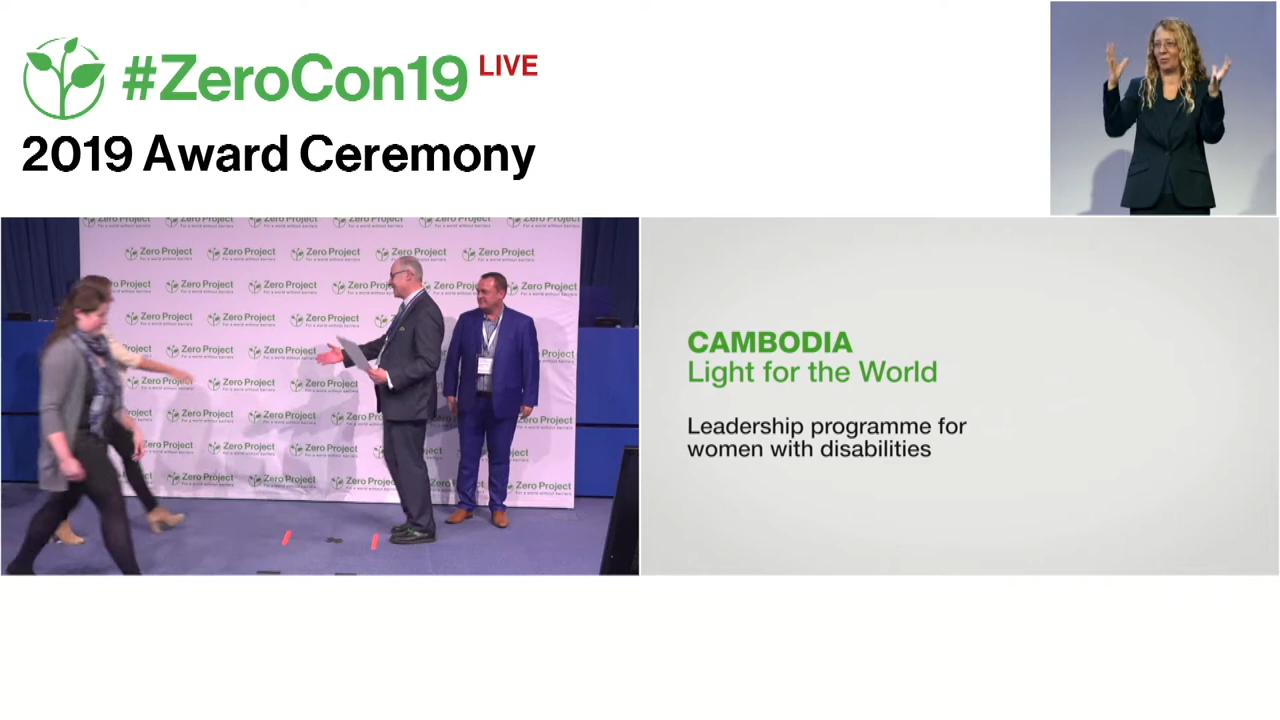 #ZeroCon19 LIVE
2019 Award Ceremony
Zero Project
For a world without barriers
CAMBODIA
Light for the World
Leadership programme for
women with disabilities